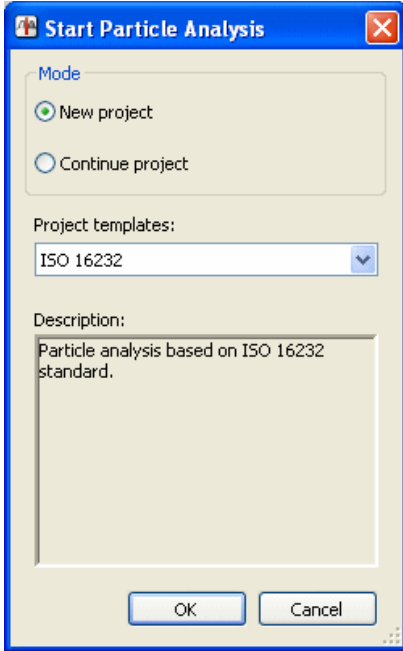 Start Particle Analysis
Mode
New project
Continue project
Project templates:
ISO 16232
Description:
Particle analysis based on ISO 16232
standard.
OK Cancel